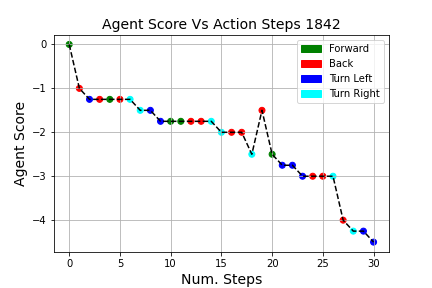 Agent Score Vs Action Steps 1842
Forward
Back
Turn Left
Turn Right
Agent Score
0
−1
−2
−3
−4
0 5 10 15 20 25 30
Num. Steps